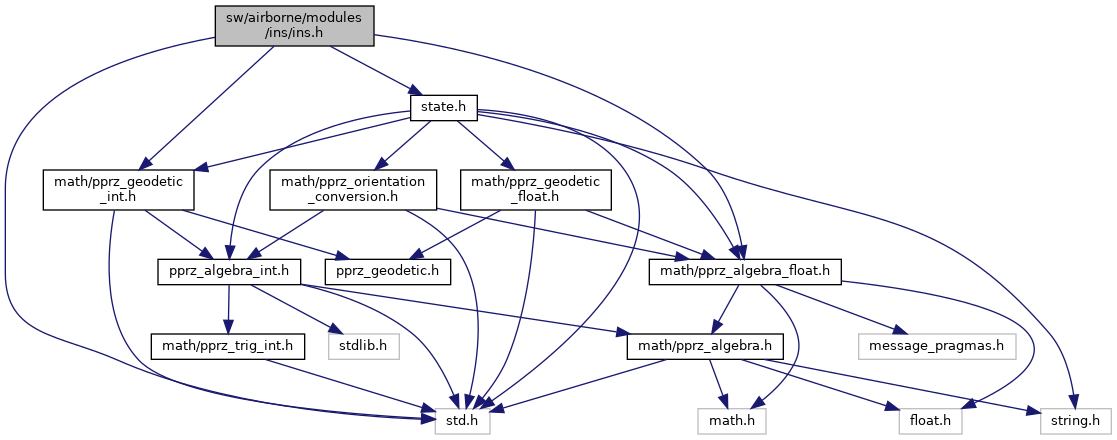 sw/airborne/modules
/ins/ins.h
state.h
math/pprz_geodetic
_int.h
math/pprz_orientation
_conversion.h
math/pprz_geodetic
_float.h
pprz_algebra_int.h
pprz_geodetic.h
math/pprz_algebra_float.h
math/pprz_trig_int.h
stdlib.h
math/pprz_algebra.h
message_pragmas.h
std.h
math.h
float.h
string.h